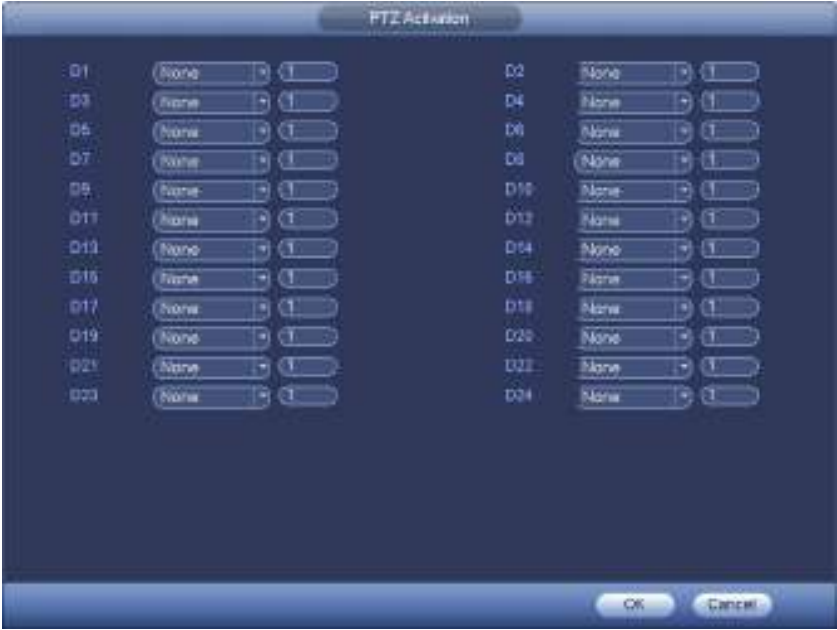 PTZ Activation
D1 None 1 D2 None 1
D3 None 1 D4 None 1
D5 None 1 D6 None 1
D7 None 1 D8 None 1
D9 None 1 D10 None 1
D11 None 1 D12 None 1
D13 None 1 D14 None 1
D15 None 1 D16 None 1
D17 None 1 D18 None 1
D19 None 1 D20 None 1
D21 None 1 D22 None 1
D23 None 1 D24 None 1
OK Cancel